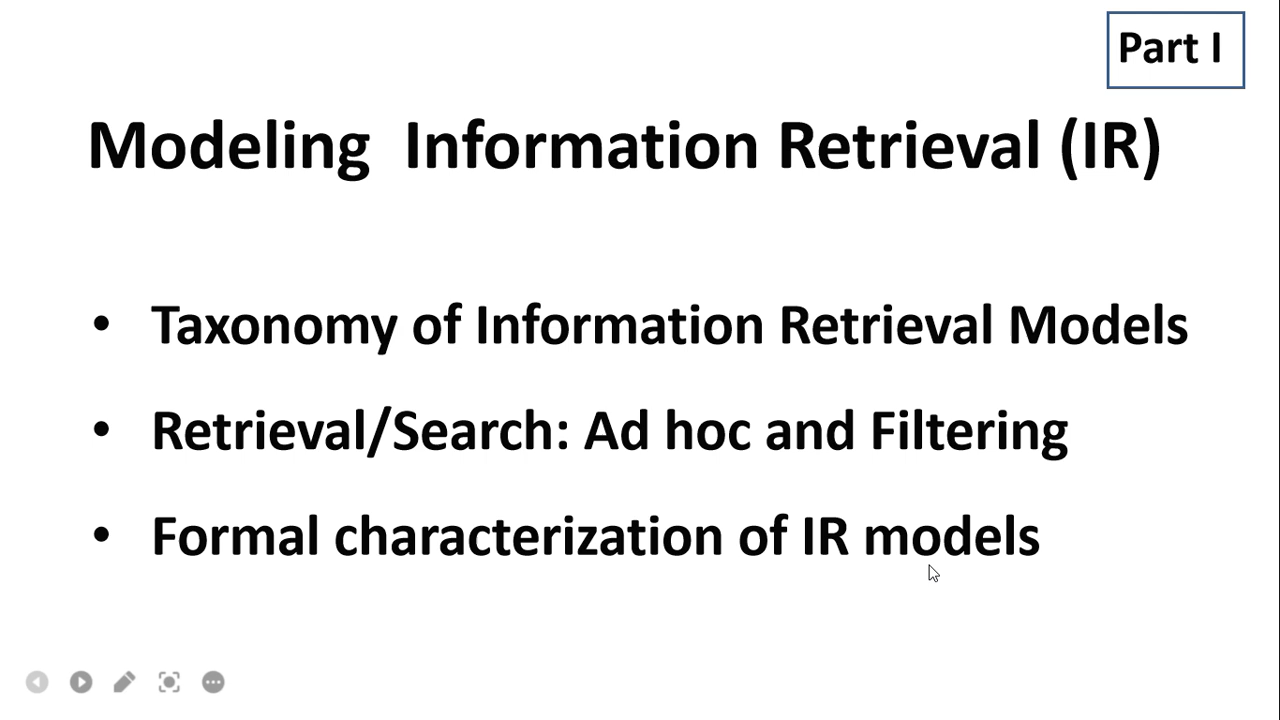 Part I
Modeling  Information Retrieval (IR)
• Taxonomy of Information Retrieval Models
• Retrieval/Search: Ad hoc and Filtering
• Formal characterization of IR models